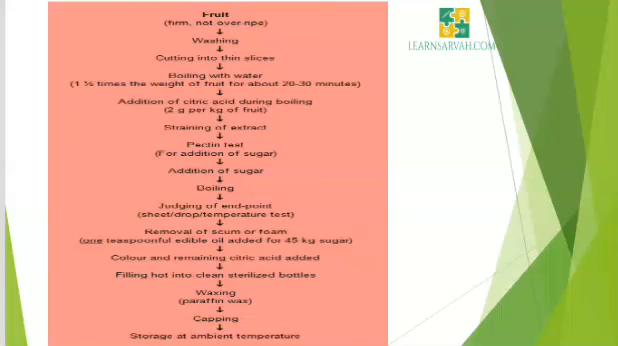 Fruit
(firm, not over-ripe)
Washing
Cutting into thin slices
Boiling with water
(1 ½ times the weight of fruit for about 20-30 minutes)
Addition of citric acid during boiling
(2 g per kg of fruit)
Straining of extract
Pectin test
(For addition of sugar)
Addition of sugar
Boiling
Judging of end-point
(sheet/drop/temperature test)
Removal of scum or foam
(one teaspoonful edible oil added for 45 kg sugar)
Colour and remaining citric acid added
Filling hot into clean sterilized bottles
Waxing
(paraffin wax)
Capping
Storage at ambient temperature
LEARNSARVAH.COM